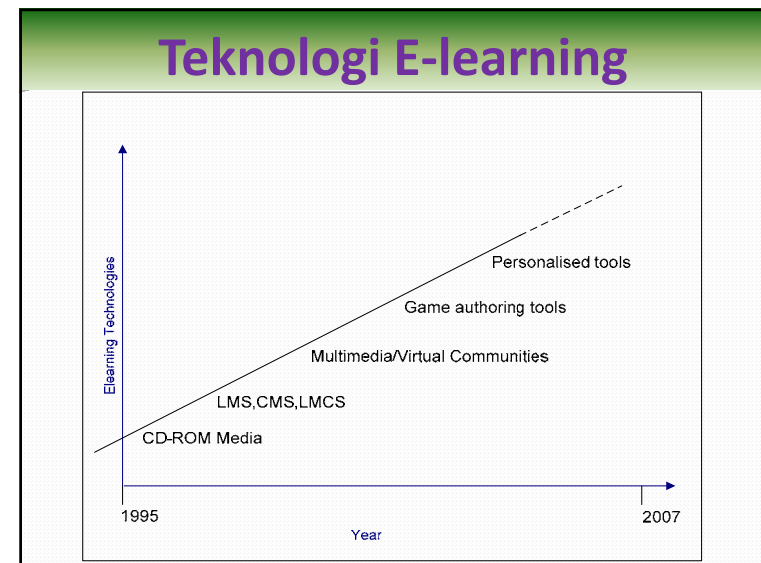 Teknologi E-learning
Elearning Technologies
Personalised tools
Game authoring tools
Multimedia/Virtual Communities
LMS,CMS,LMCS
CD-ROM Media
1995
2007
Year